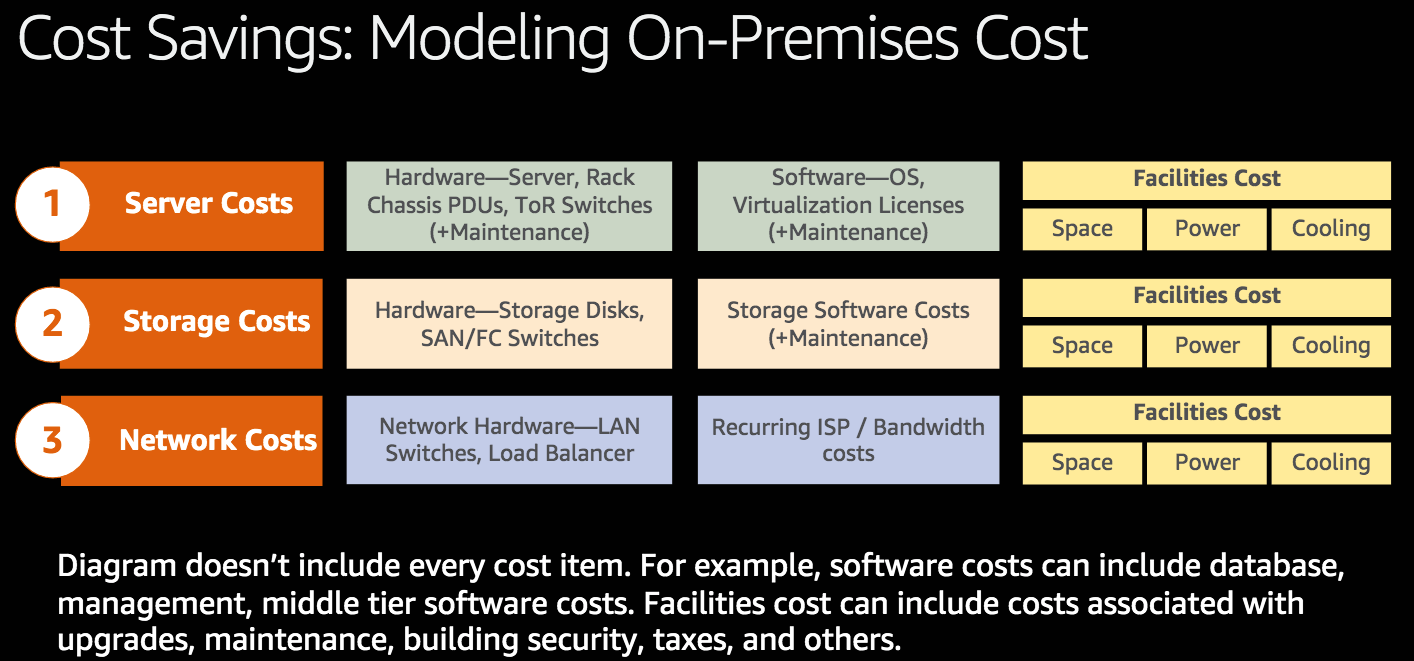 Cost Savings: Modeling On-Premises Cost
1
Server Costs
Hardware—Server, Rack
Chassis PDUs, ToR Switches
(+Maintenance)
Software—OS,
Virtualization Licenses
(+Maintenance)
Facilities Cost
Space
Power
Cooling
2
Storage Costs
Hardware—Storage Disks,
SAN/FC Switches
Storage Software Costs
(+Maintenance)
Facilities Cost
Space
Power
Cooling
3
Network Costs
Network Hardware—LAN
Switches, Load Balancer
Recurring ISP / Bandwidth
costs
Facilities Cost
Space
Power
Cooling
Diagram doesn’t include every cost item. For example, software costs can include database,
management, middle tier software costs. Facilities cost can include costs associated with
upgrades, maintenance, building security, taxes, and others.